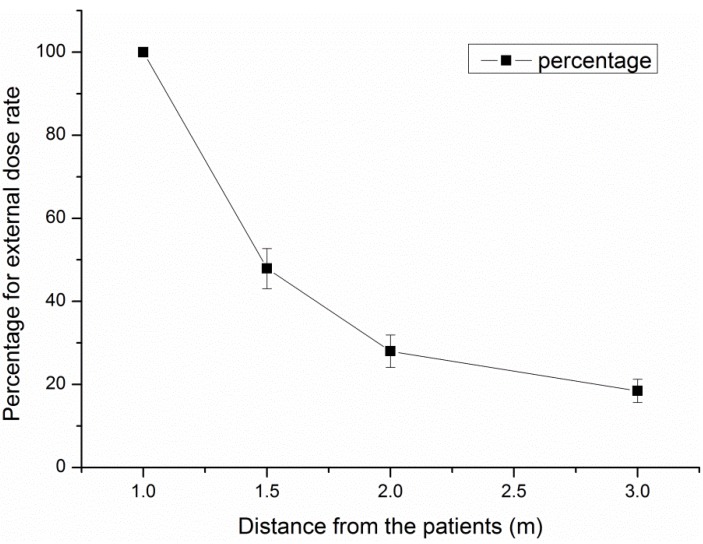 percentage
Percentage for external dose rate
100
80
60
40
20
0
1.0 1.5 2.0 2.5 3.0
Distance from the patients (m)